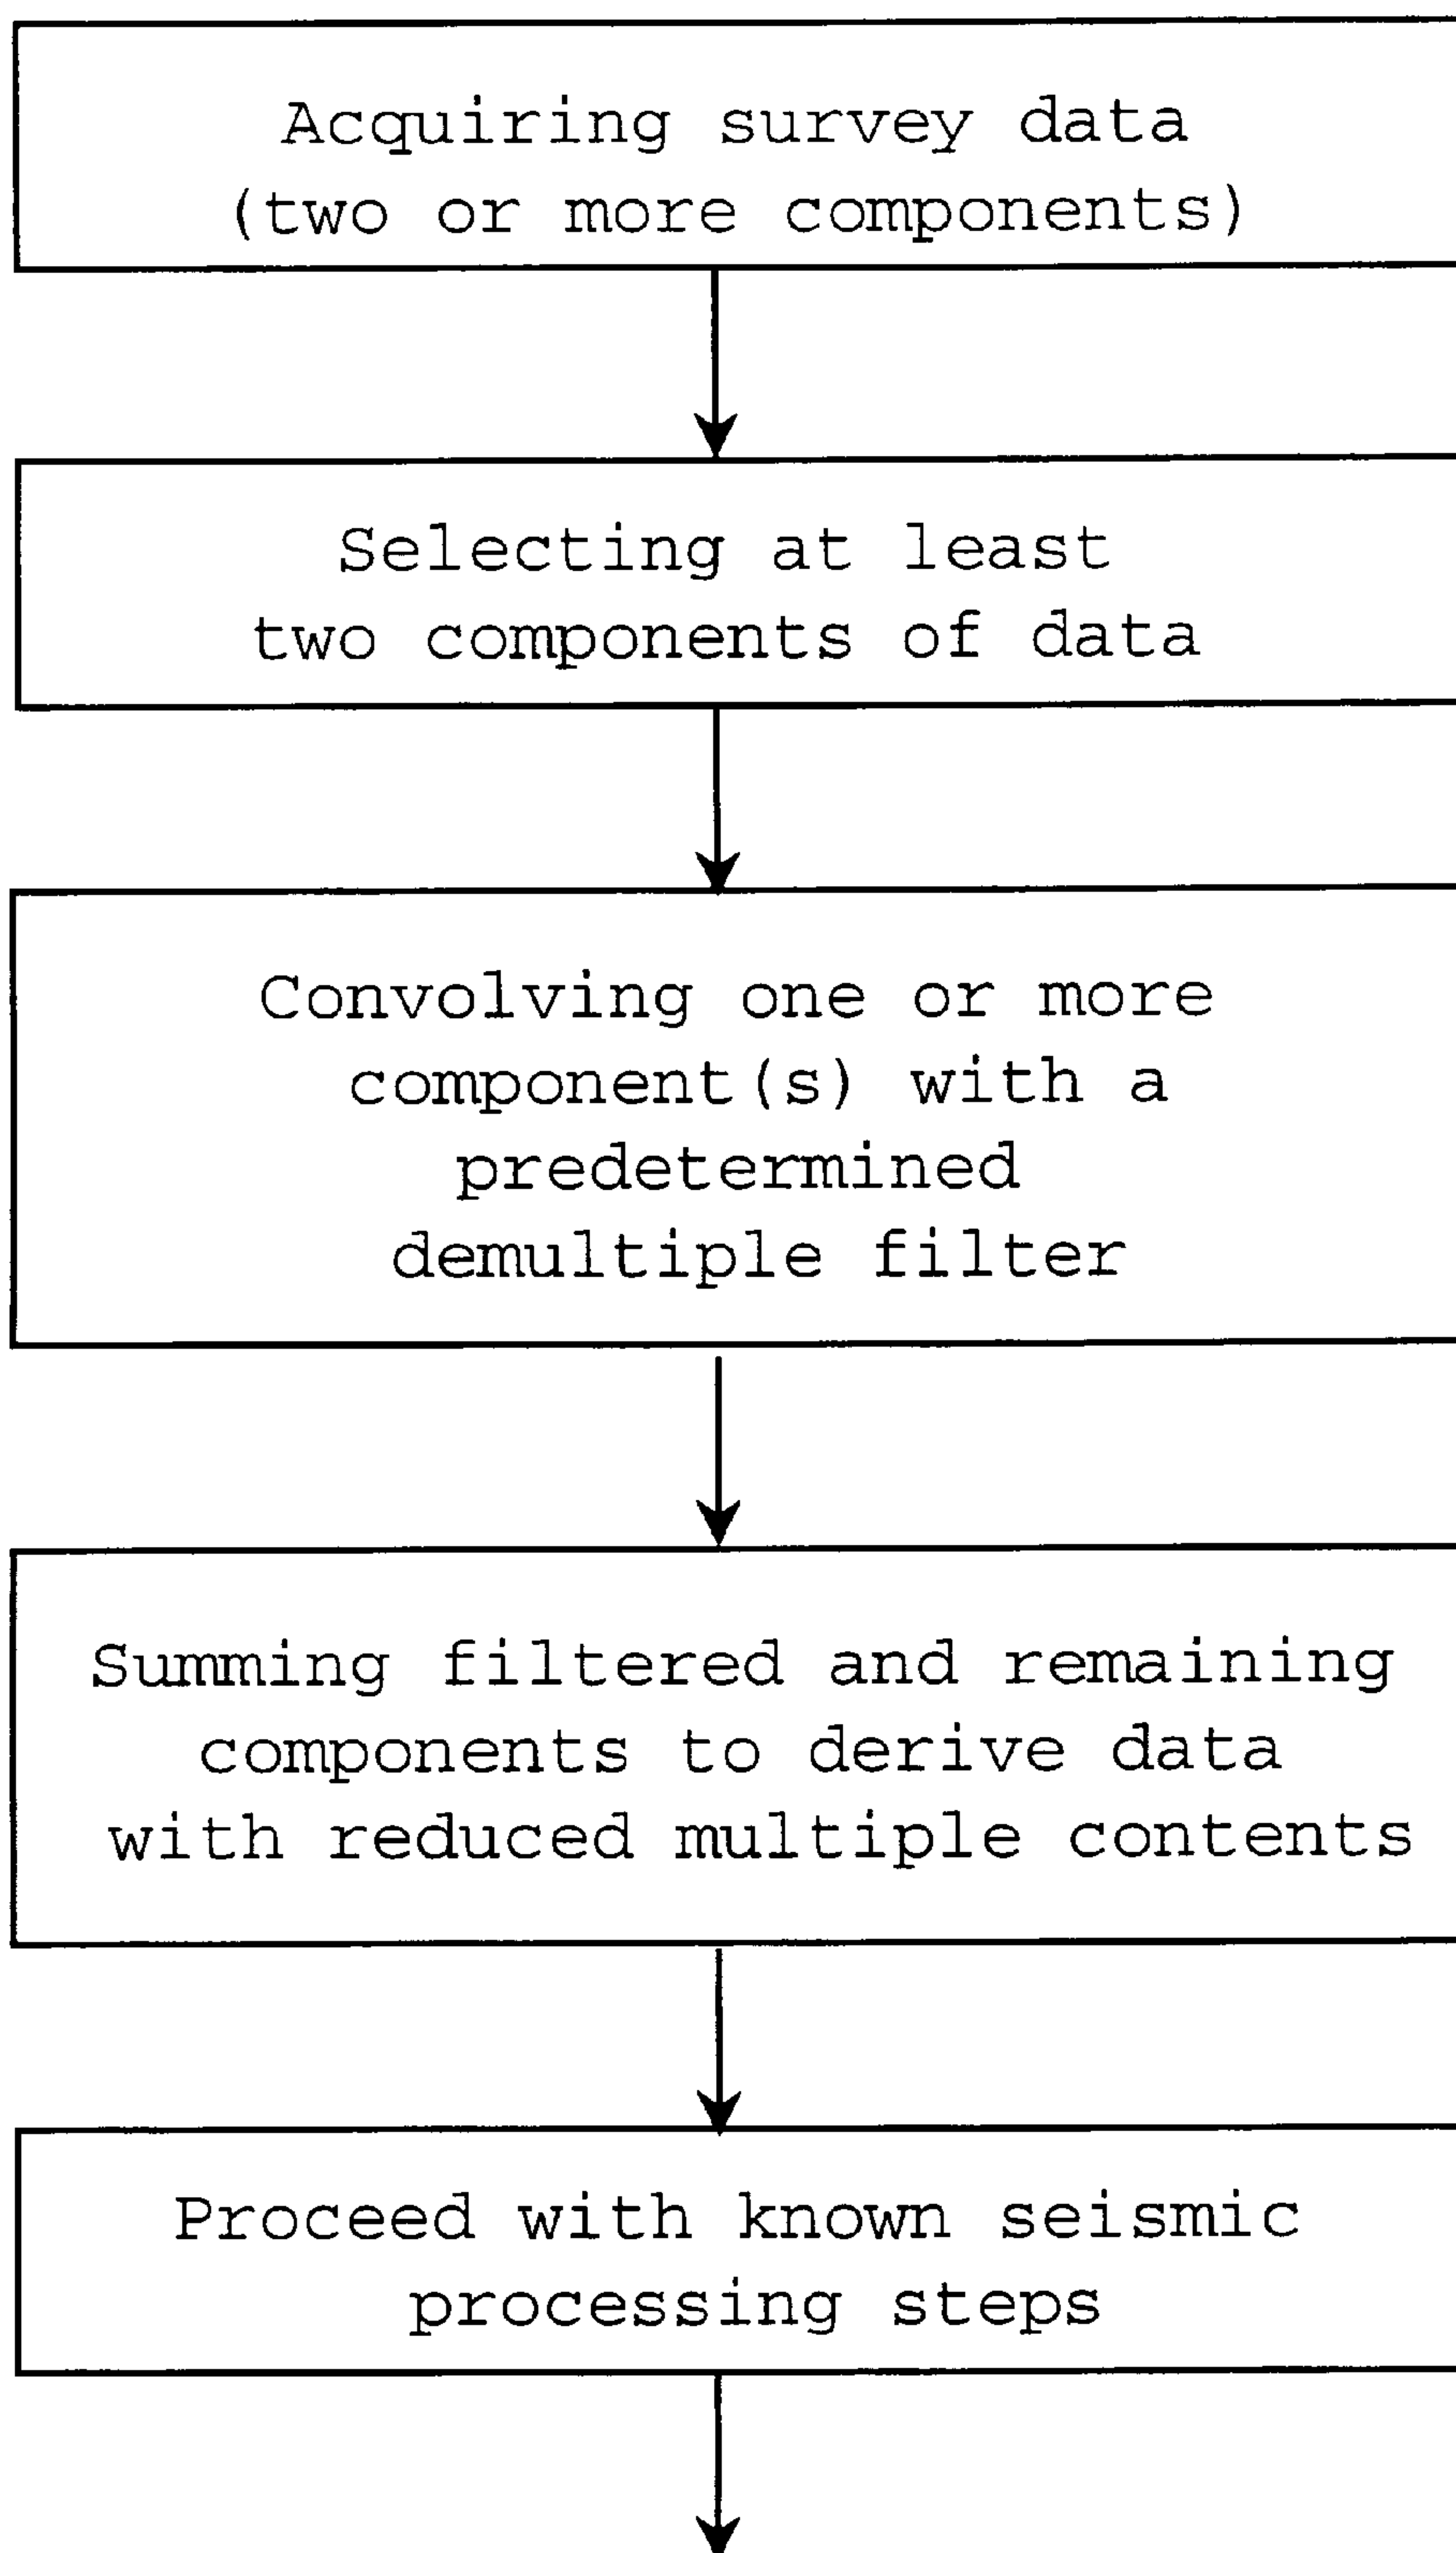 Acquiring survey data
(two or more components)
Selecting at least
two components of data
Convolving one or more
component(s) with a
predetermined
demultiple filter
Summing filtered and remaining
components to derive data
with reduced multiple contents
Proceed with known seismic
processing steps